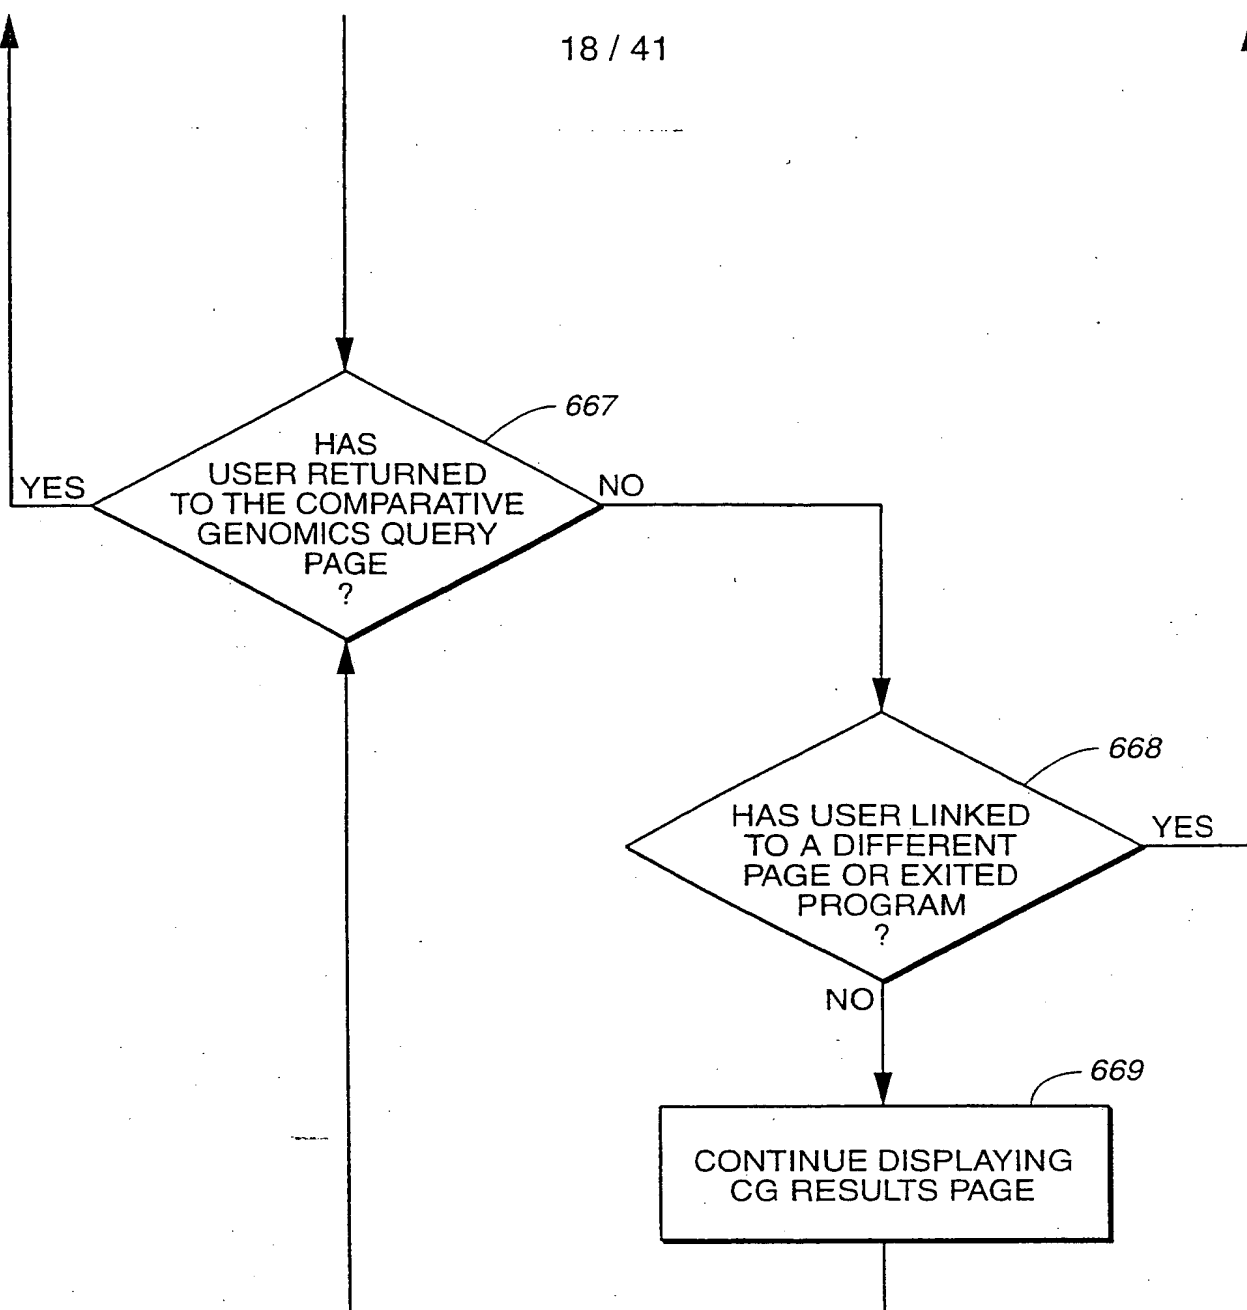 18 / 41
667
HAS
USER RETURNED
TO THE COMPARATIVE
GENOMICS QUERY
PAGE
?
YES
NO
668
HAS USER LINKED
TO A DIFFERENT
PAGE OR EXITED
PROGRAM
?
YES
NO
669
CONTINUE DISPLAYING
CG RESULTS PAGE